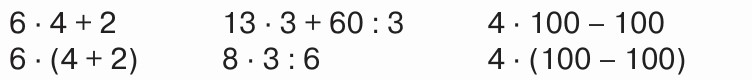 6 · 4 + 2 13 · 3 + 60 : 3 4 · 100 – 100
6 · (4 + 2) 8 · 3 : 6 4 · (100 – 100)